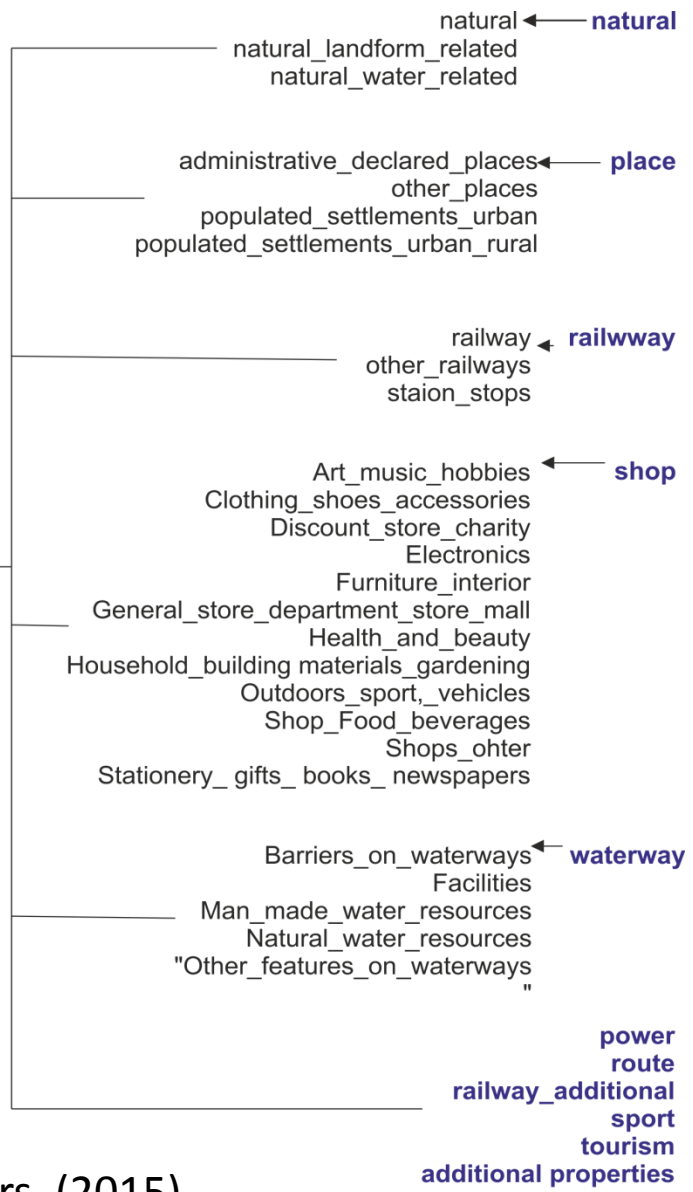 natural natural
natural_landform_related
natural_water_related
administrative_declared_places place
other_places
populated_settlements_urban
populated_settlements_urban_rural
railway railwway
other_railways
staion_stops
Art_music_hobbies shop
Clothing_shoes_accessories
Discount_store_charity
Electronics
Furniture_interior
General_store_department_store_mall
Health_and_beauty
Household_building materials_gardening
Outdoors_sport,_vehicles
Shop_Food_beverages
Shops_ohter
Stationery_ gifts_ books_ newspapers
Barriers_on_waterways waterway
Facilities
Man_made_water_resources
Natural_water_resources
"Other_features_on_waterways
"
power
route
railway_additional
sport
tourism
additional properties
(2015)